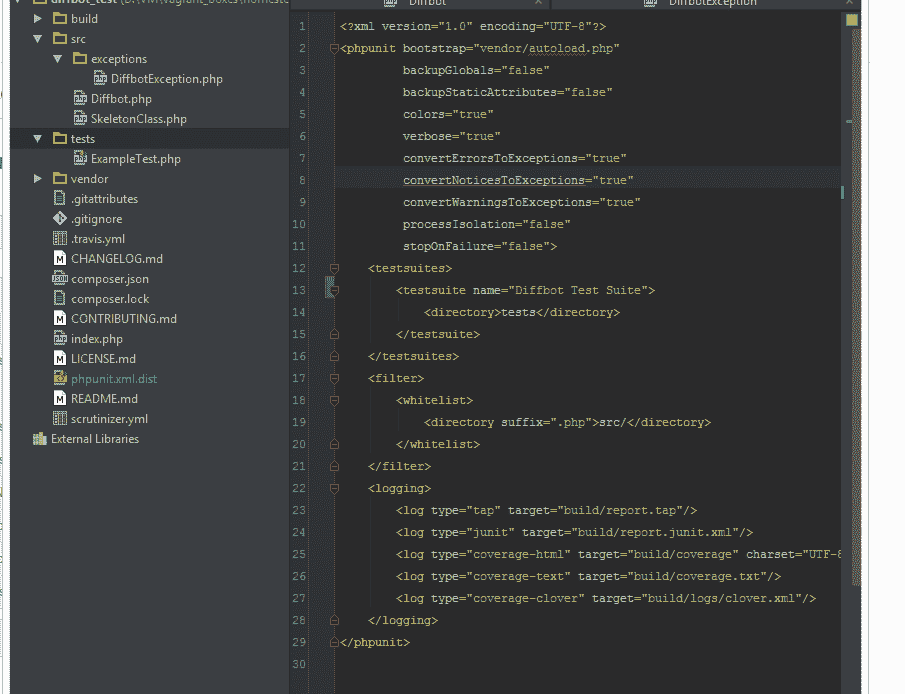 diffbot_test (D:\VM\vagrant_boxes\homeste
Diffbot
DiffbotException
build
src
exceptions
DiffbotException.php
Diffbot.php
SkeletonClass.php
tests
ExampleTest.php
vendor
.gitattributes
.gitignore
.travis.yml
CHANGELOG.md
composer.json
composer.lock
CONTRIBUTING.md
index.php
LICENSE.md
phpunit.xml.dist
README.md
scrutinizer.yml
External Libraries
1 <?xml version="1.0" encoding="UTF-8"?>
2 <phpunit bootstrap="vendor/autoload.php"
3 backupGlobals="false"
4 backupStaticAttributes="false"
5 colors="true"
6 verbose="true"
7 convertErrorsToExceptions="true"
8 convertNoticesToExceptions="true"
9 convertWarningsToExceptions="true"
10 processIsolation="false"
11 stopOnFailure="false">
12 <testsuites>
13 <testsuite name="Diffbot Test Suite">
14 <directory>tests</directory>
15 </testsuite>
16 </testsuites>
17 <filter>
18 <whitelist>
19 <directory suffix=".php">src/</directory>
20 </whitelist>
21 </filter>
22 <logging>
23 <log type="tap" target="build/report.tap"/>
24 <log type="junit" target="build/report.junit.xml"/>
25 <log type="coverage-html" target="build/coverage" charset="UTF-8
26 <log type="coverage-text" target="build/coverage.txt"/>
27 <log type="coverage-clover" target="build/logs/clover.xml"/>
28 </logging>
29 </phpunit>
30